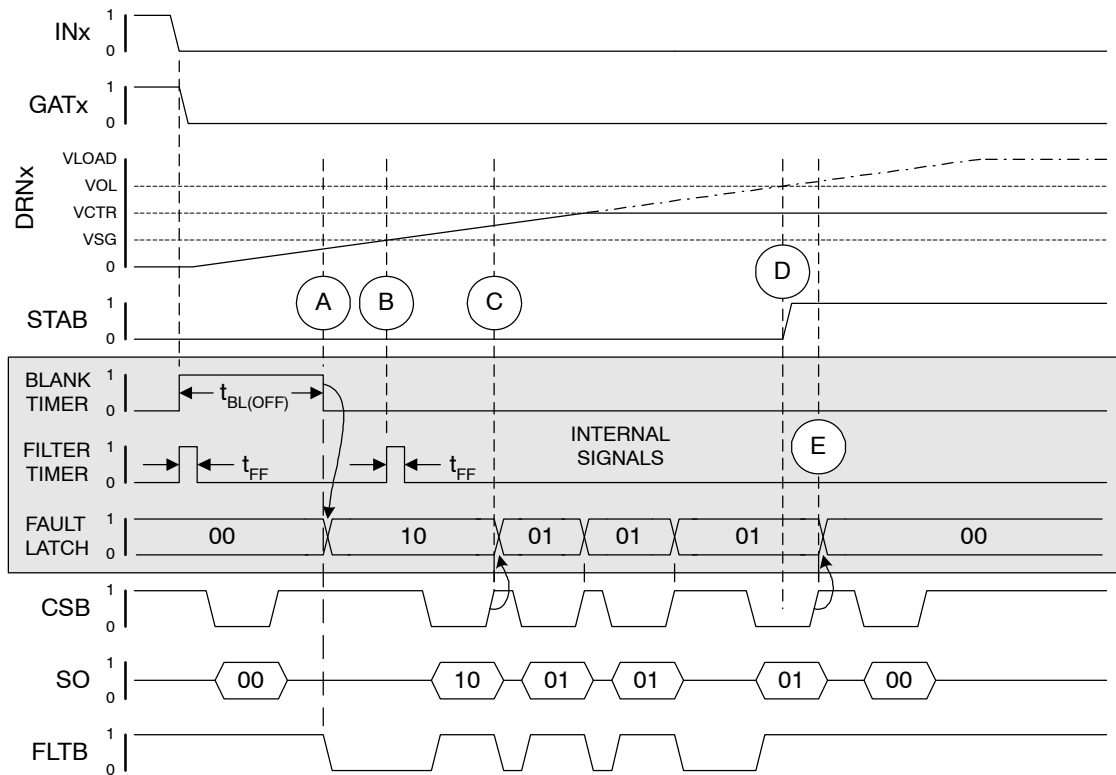 INx 1
0
GATx 1
0
DRNx
VLOAD
VOL
VCTR
VSG
0
A B C D
STAB 1
0
BLANK TIMER 1
0
tBL(OFF)
FILTER TIMER 1
0
tFF tFF
INTERNAL SIGNALS
E
FAULT LATCH 1
0
00 10 01 01 01 00
CSB 1
0
SO 1
0
00 10 01 01 01 00
FLTB 1
0